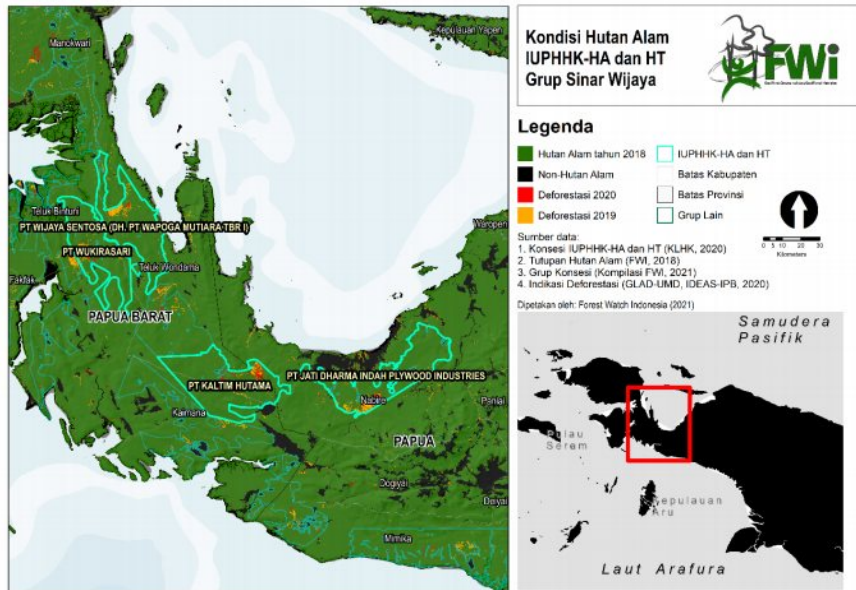 Kondisi Hutan Alam
IUPHHK-HA dan HT
Grup Sinar Wijaya
FWi
Legenda
Hutan Alam tahun 2018
Non-Hutan Alam
Deforestasi 2020
Deforestasi 2019
IUPHHK-HA dan HT
Batas Kabupaten
Batas Provinsi
Grup Lain
0 5 10 20 30
Kilometers
Sumber data:
1. Konsesi IUPHHK-HA dan HT (KLHK, 2020)
2. Tutupan Hutan Alam (FWI, 2018)
3. Grup Konsesi (Kompilasi FWI, 2021)
4. Indikasi Deforestasi (GLAD-UMD, IDEAS-IPB, 2020)
Dipetakan oleh: Forest Watch Indonesia (2021)
Manokwari
Kepulauan Yapen
Teluk Bintuni
PT WIJAYA SENTOSA (DH. PT WAPOGA MUTIARA TBR I)
Waropen
PT WUKIRASARI
Teluk Wondama
Fakfak
PAPUA BARAT
PT KALTIM HUTAMA
PT JATI DHARMA INDAH PLYWOOD INDUSTRIES
Kaimana
Nabire
Paniai
PAPUA
Dogiyai
Deiyai
Mimika
Samudera
Pasifik
Pulau
Seram
Kepulauan
Aru
Laut Arafura